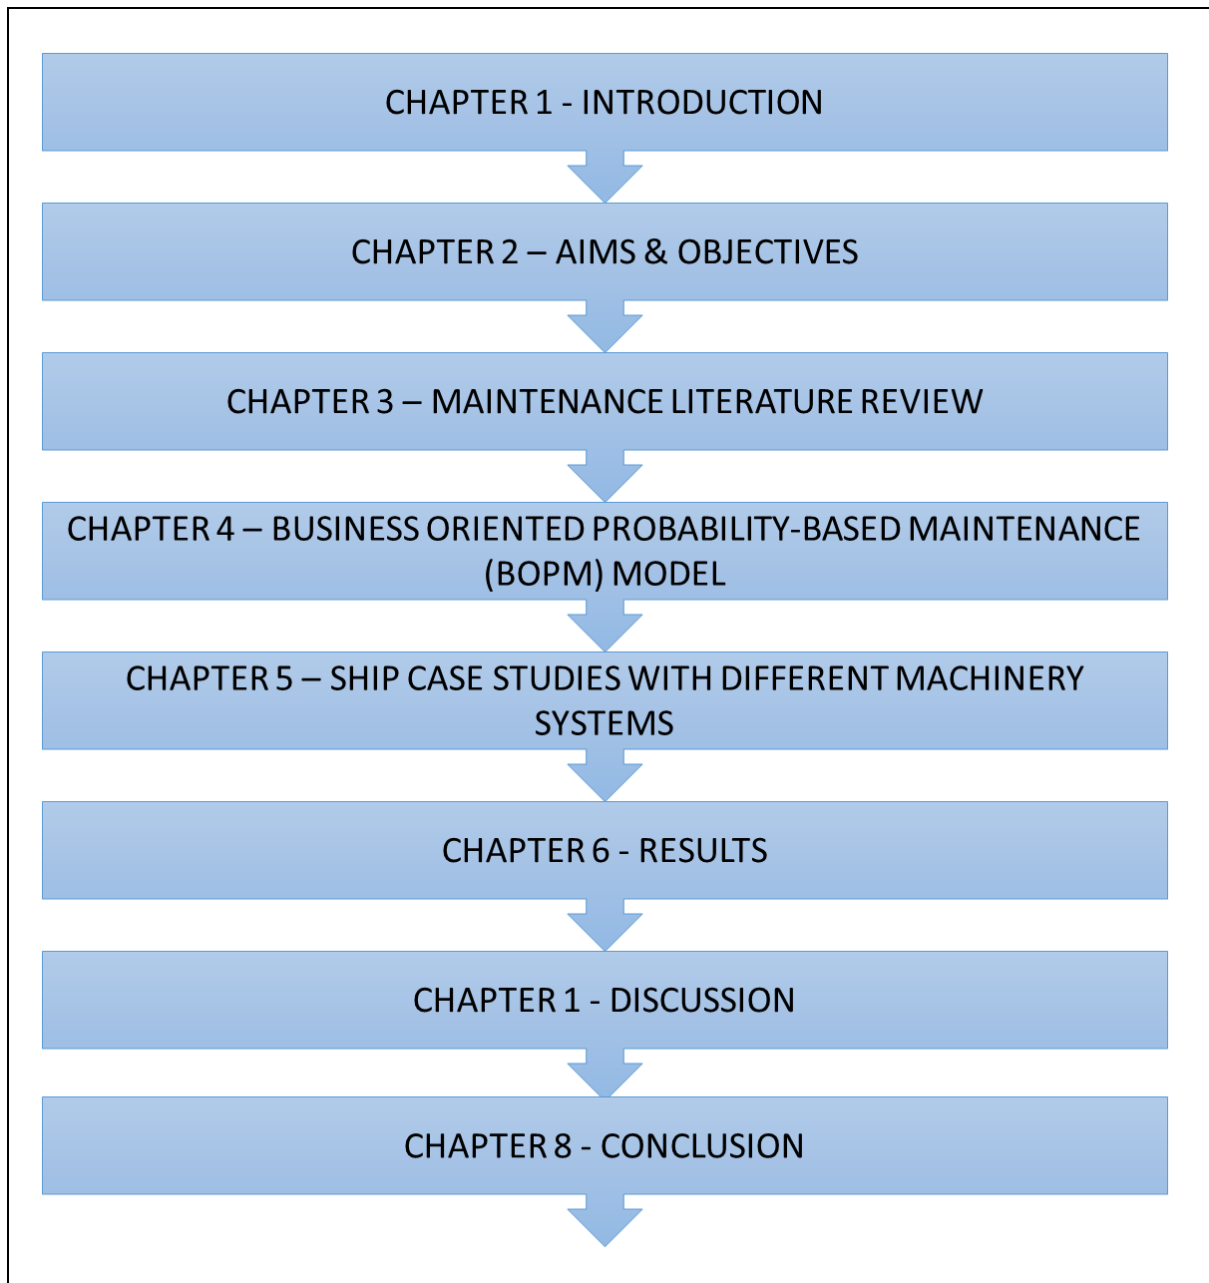 CHAPTER 1 - INTRODUCTION
CHAPTER 2 – AIMS & OBJECTIVES
CHAPTER 3 – MAINTENANCE LITERATURE REVIEW
CHAPTER 4 – BUSINESS ORIENTED PROBABILITY-BASED MAINTENANCE
(BOPM) MODEL
CHAPTER 5 – SHIP CASE STUDIES WITH DIFFERENT MACHINERY
SYSTEMS
CHAPTER 6 - RESULTS
CHAPTER 1 - DISCUSSION
CHAPTER 8 - CONCLUSION